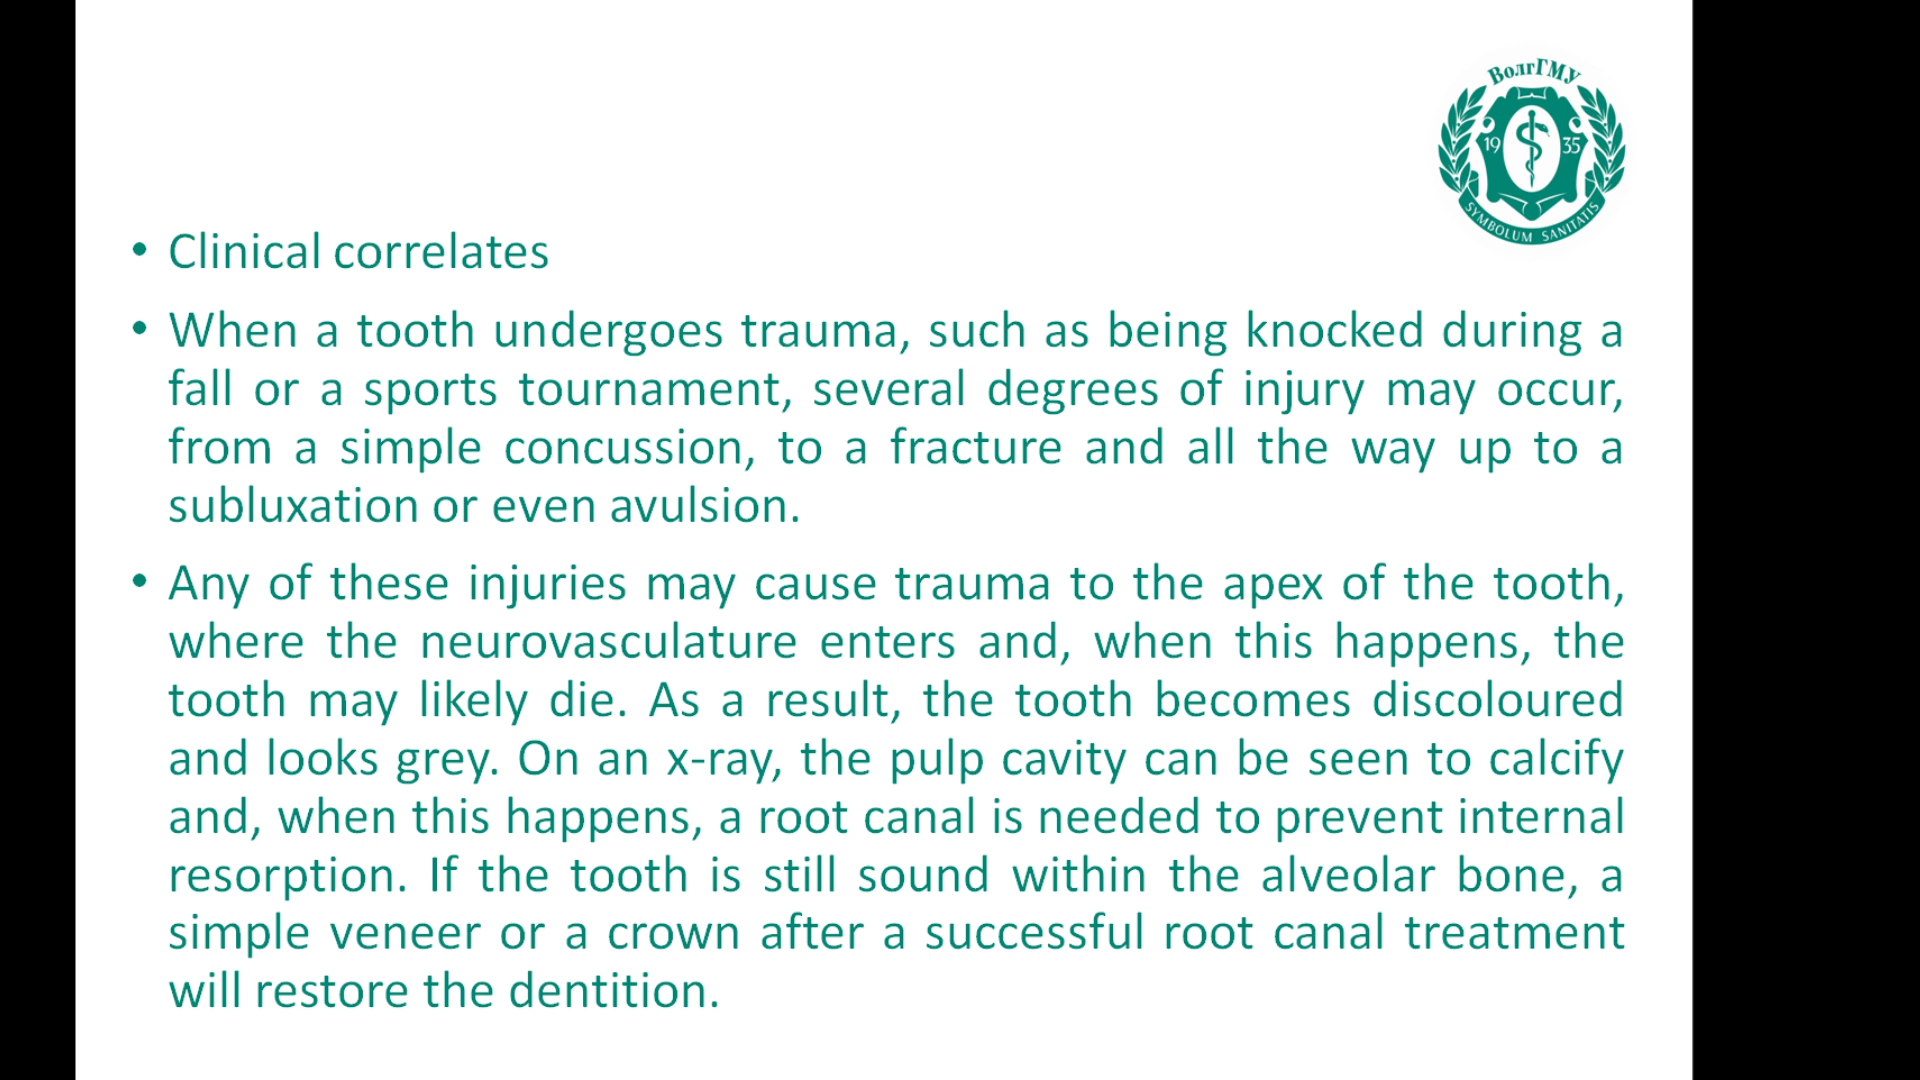 ВолгГМУ
19 35
SYMBOLUM SANITATIS
• Clinical correlates
• When a tooth undergoes trauma, such as being knocked during a
fall or a sports tournament, several degrees of injury may occur,
from a simple concussion, to a fracture and all the way up to a
subluxation or even avulsion.
• Any of these injuries may cause trauma to the apex of the tooth,
where the neurovasculature enters and, when this happens, the
tooth may likely die. As a result, the tooth becomes discoloured
and looks grey. On an x-ray, the pulp cavity can be seen to calcify
and, when this happens, a root canal is needed to prevent internal
resorption. If the tooth is still sound within the alveolar bone, a
simple veneer or a crown after a successful root canal treatment
will restore the dentition.